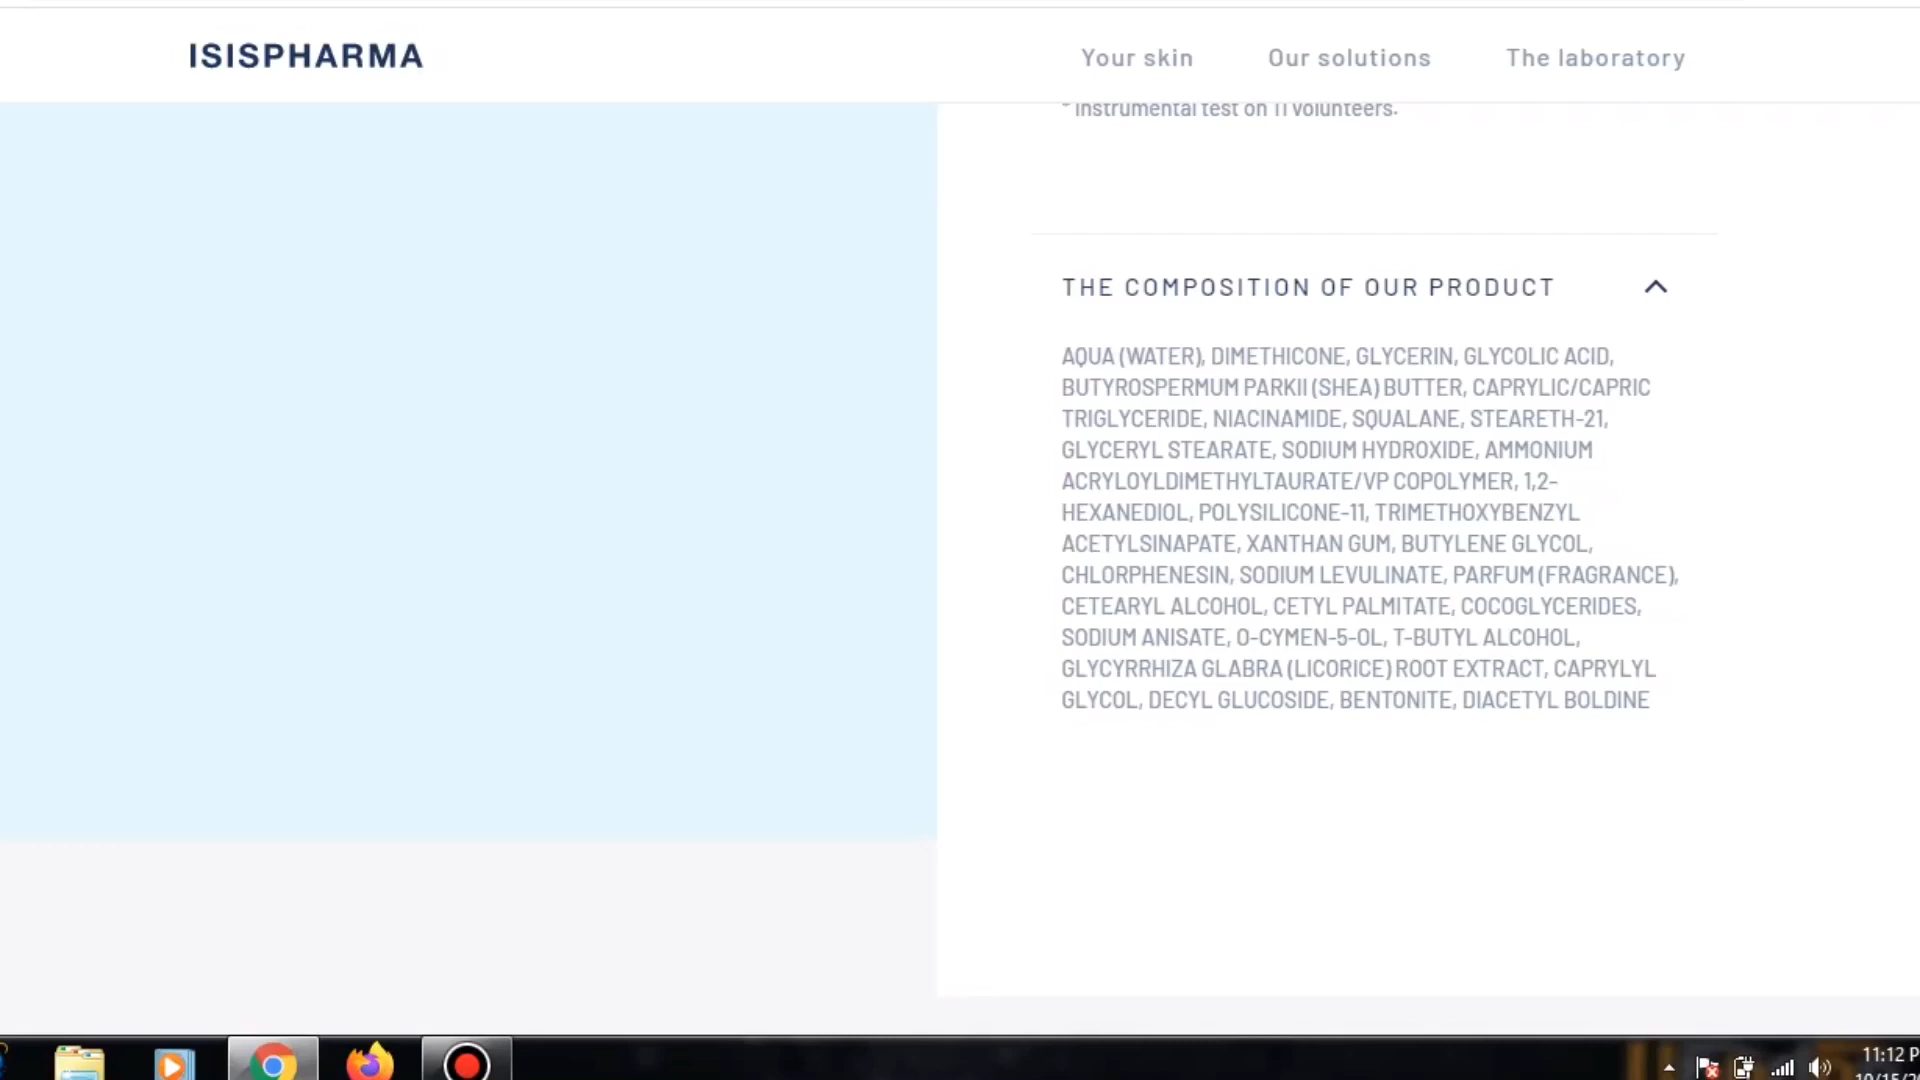 ISISPHARMA
Your skin
Our solutions
The laboratory
* Instrumental test on 11 volunteers.
THE COMPOSITION OF OUR PRODUCT
AQUA (WATER), DIMETHICONE, GLYCERIN, GLYCOLIC ACID,
BUTYROSPERMUM PARKII (SHEA) BUTTER, CAPRYLIC/CAPRIC
TRIGLYCERIDE, NIACINAMIDE, SQUALANE, STEARETH-21,
GLYCERYL STEARATE, SODIUM HYDROXIDE, AMMONIUM
ACRYLOYLDIMETHYLTAURATE/VP COPOLYMER, 1,2-
HEXANEDIOL, POLYSILICONE-11, TRIMETHOXYBENZYL
ACETYLSINAPATE, XANTHAN GUM, BUTYLENE GLYCOL,
CHLORPHENESIN, SODIUM LEVULINATE, PARFUM (FRAGRANCE),
CETEARYL ALCOHOL, CETYL PALMITATE, COCOGLYCERIDES,
SODIUM ANISATE, O-CYMEN-5-OL, T-BUTYL ALCOHOL,
GLYCYRRHIZA GLABRA (LICORICE) ROOT EXTRACT, CAPRYLYL
GLYCOL, DECYL GLUCOSIDE, BENTONITE, DIACETYL BOLDINE
11:12 P